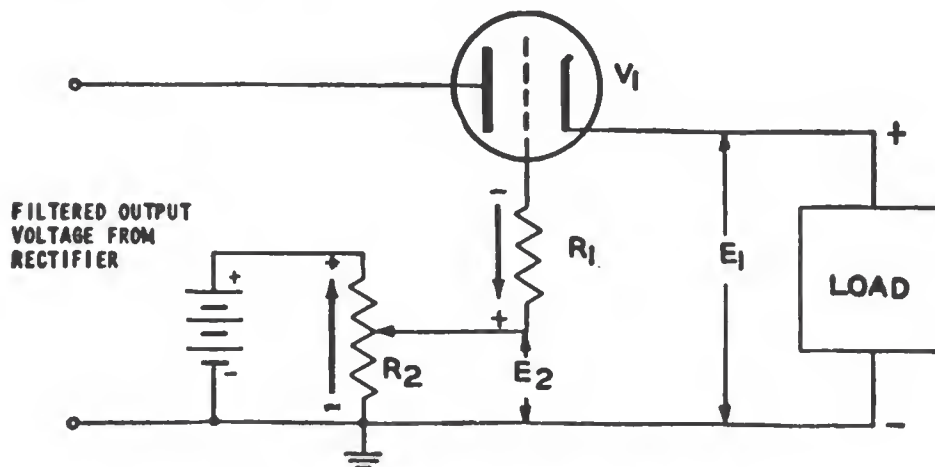 V1
FILTERED OUTPUT
VOLTAGE FROM
RECTIFIER
+
-
+
-
R2
-
+
R1
E2
E1
+
LOAD
-